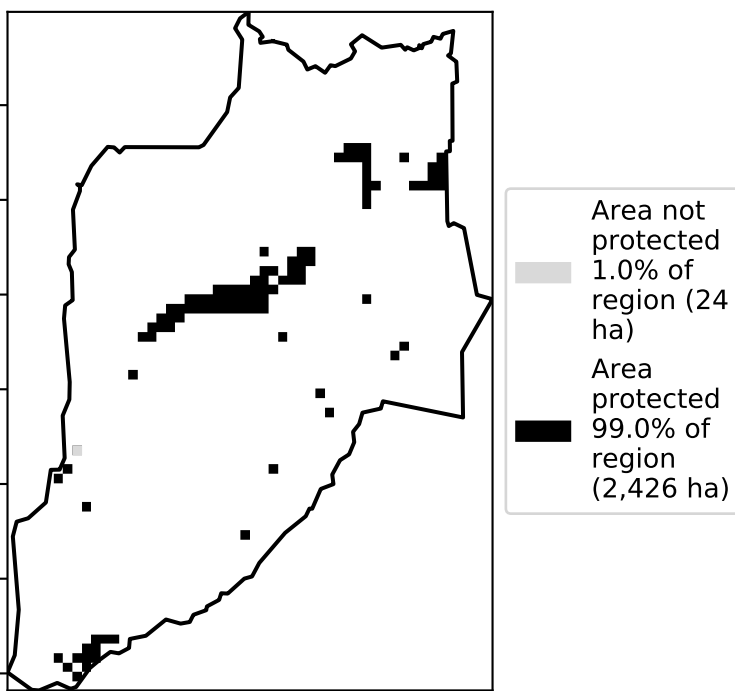 Area not
protected
1.0% of
region (24
ha)
Area
protected
99.0% of
region
(2,426 ha)